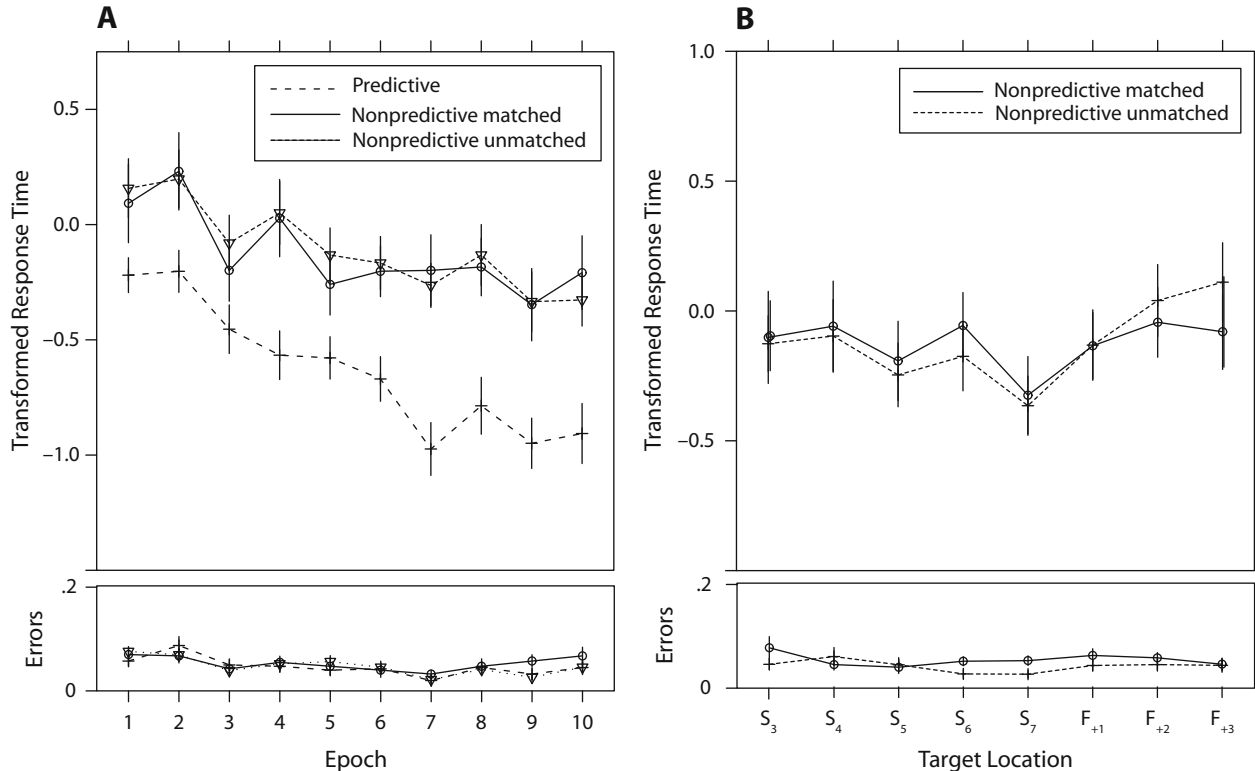 A
Predictive
Nonpredictive matched
Nonpredictive unmatched
0.5
0.0
−0.5
−1.0
Transformed Response Time
.2
0
Errors
1 2 3 4 5 6 7 8 9 10
Epoch
B
Nonpredictive matched
Nonpredictive unmatched
1.0
0.5
0.0
−0.5
Transformed Response Time
.2
0
Errors
S3 S4 S5 S6 S7 F+1 F+2 F+3
Target Location